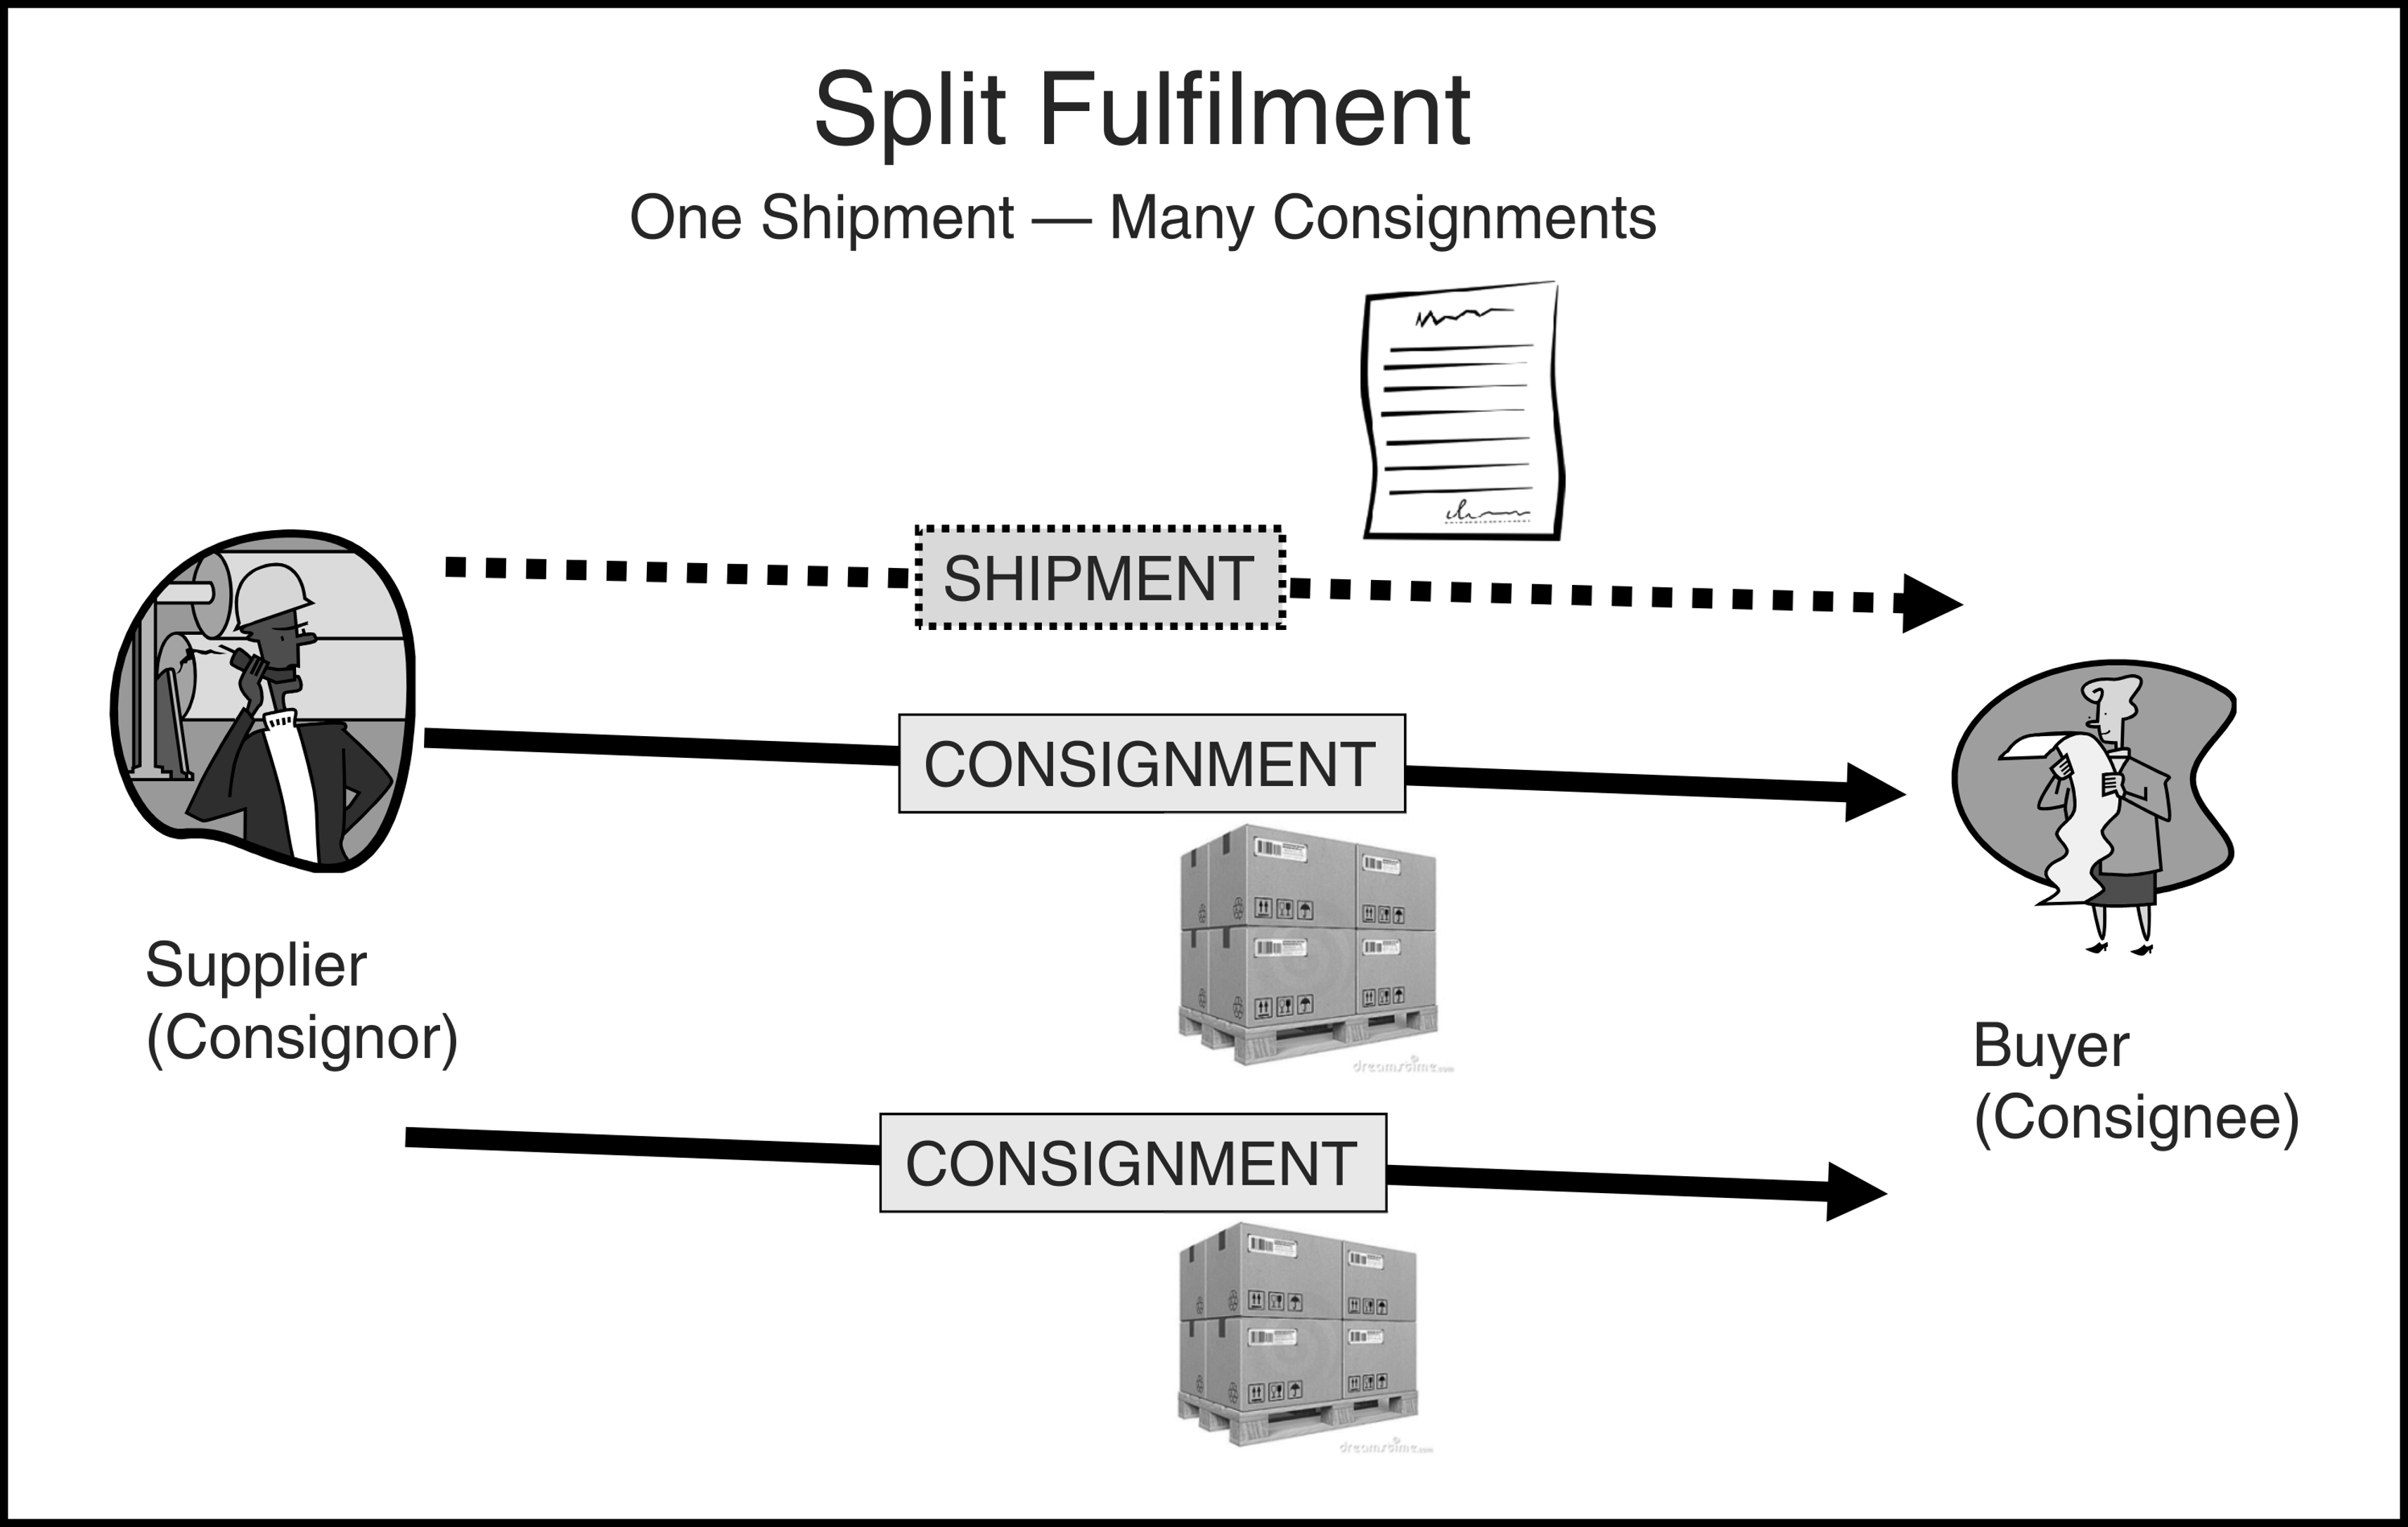 Split Fulfilment
One Shipment — Many Consignments
SHIPMENT
CONSIGNMENT
Supplier
(Consignor)
dreamstime.com
Buyer
(Consignee)
CONSIGNMENT
dreamstime.com